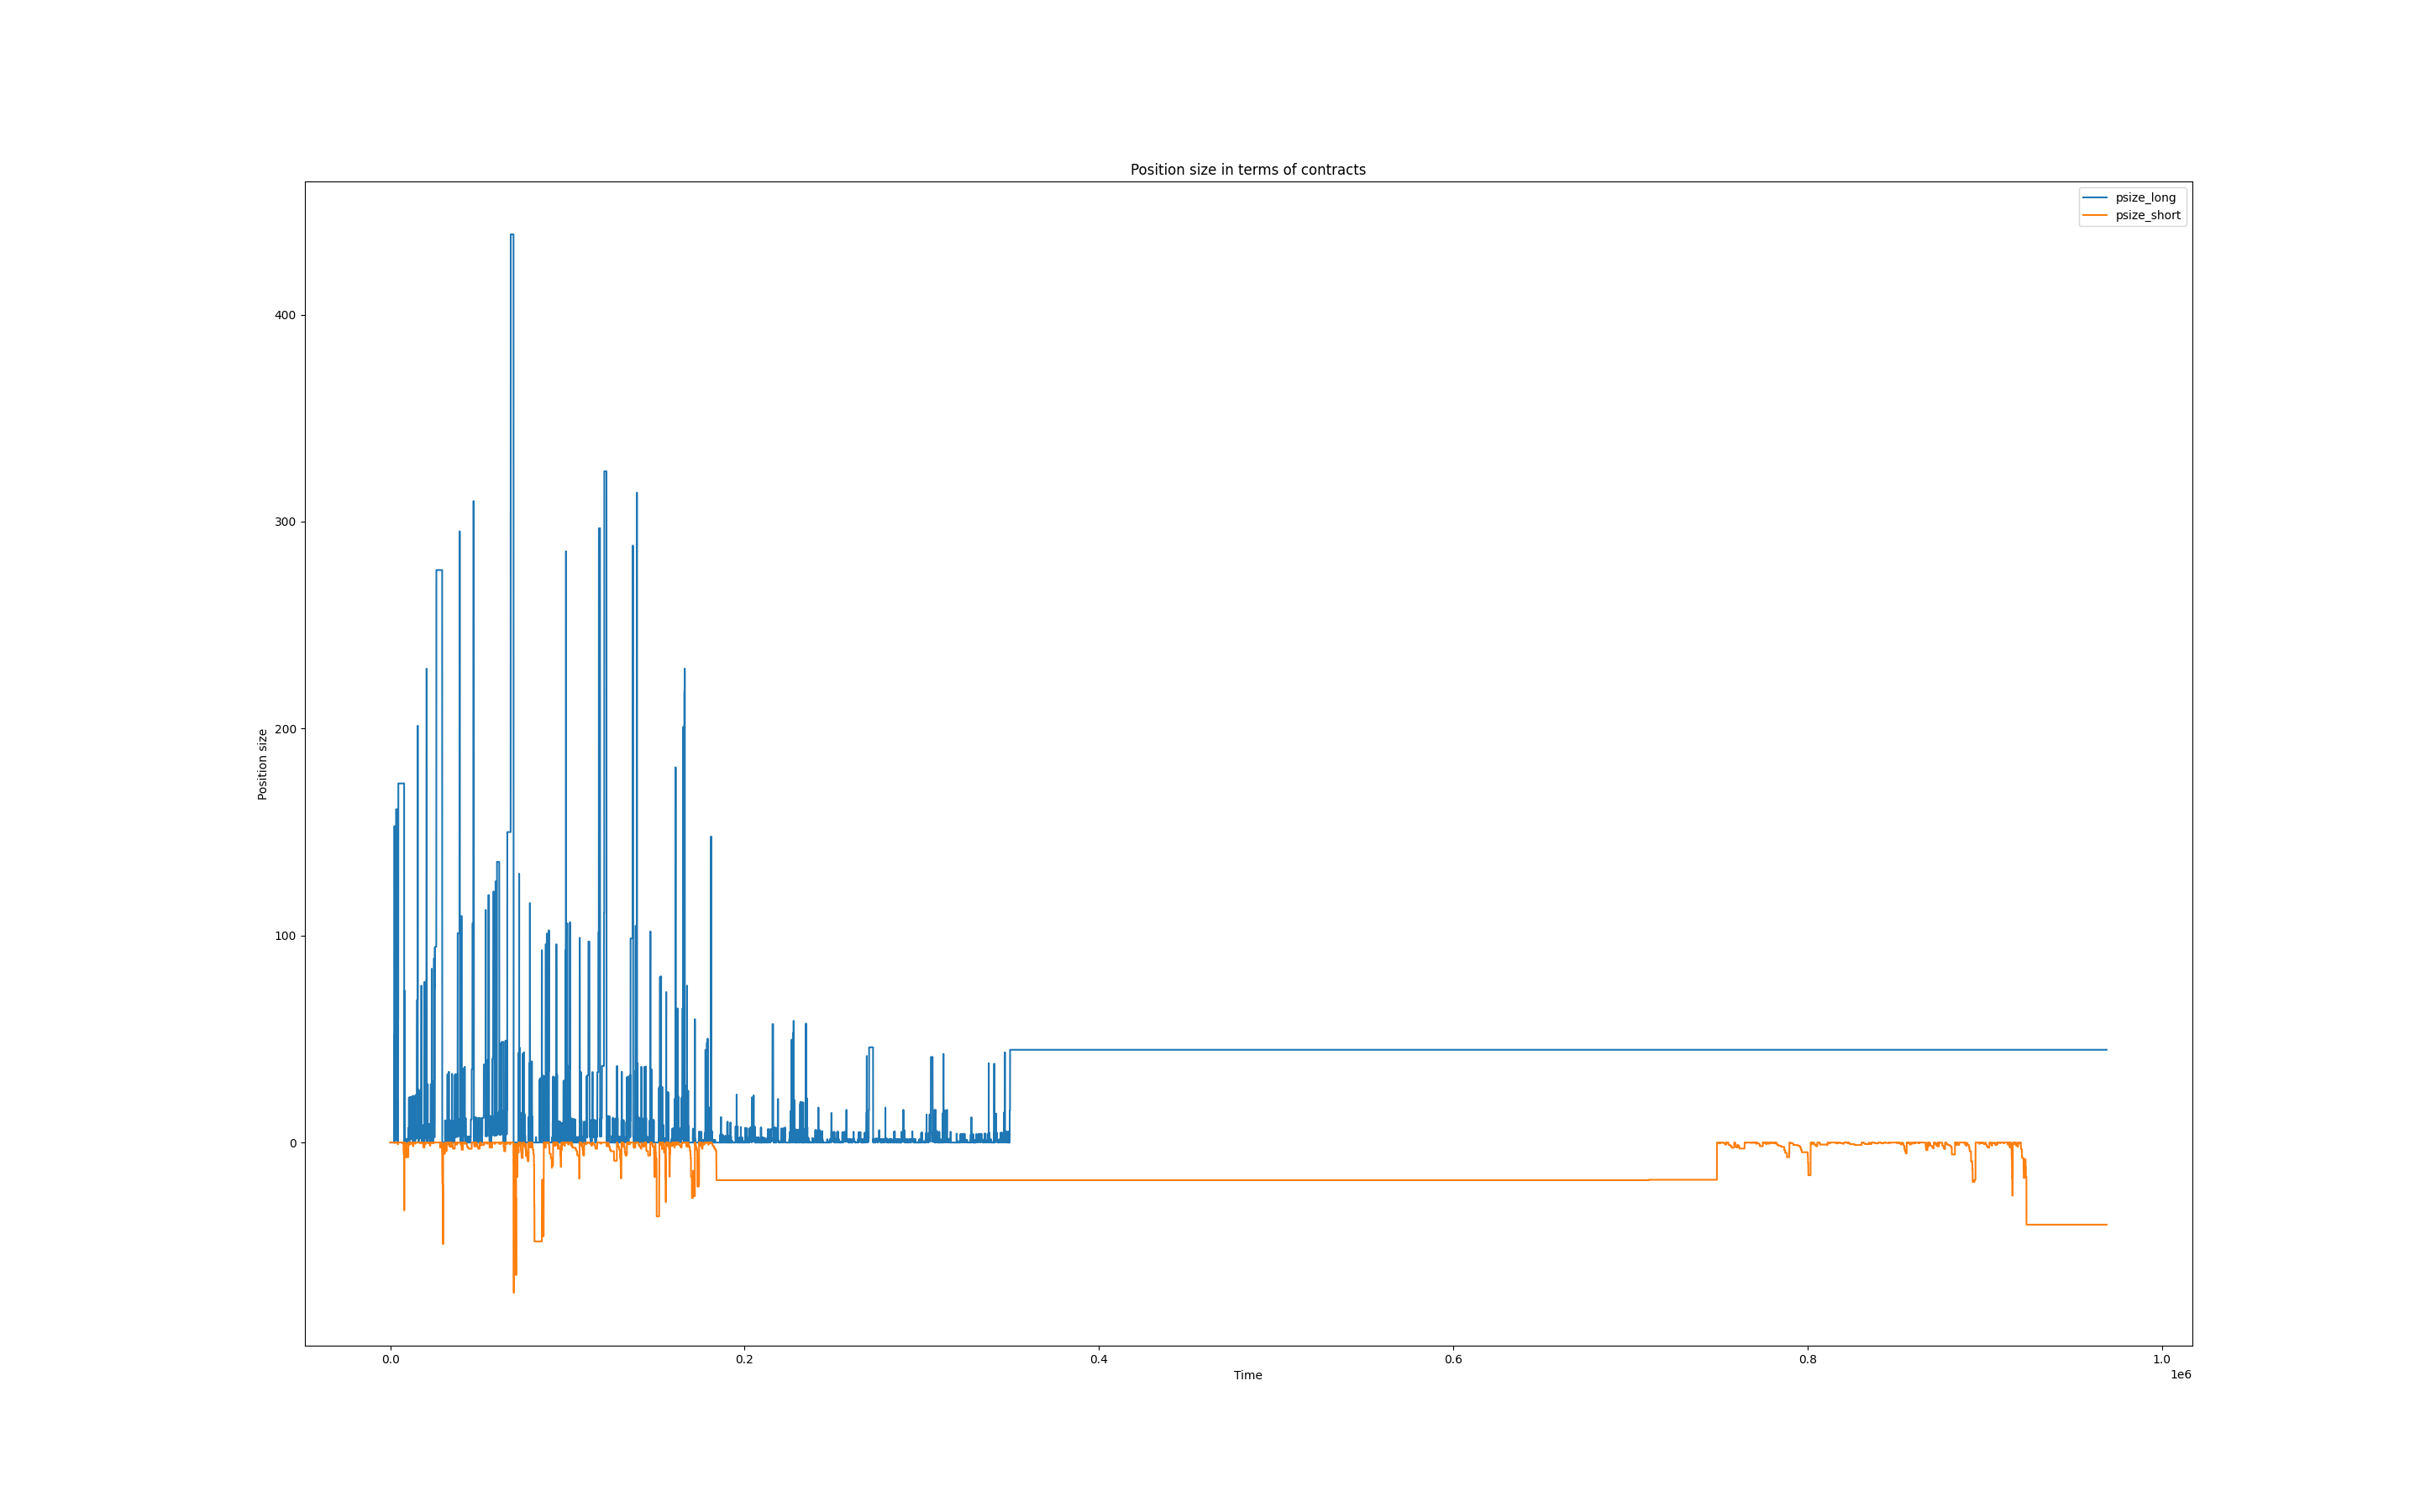 Position size in terms of contracts
psize_long
psize_short
400
300
200
100
0
Position size
0.0
0.2
0.4
0.6
0.8
1.0
1e6
Time